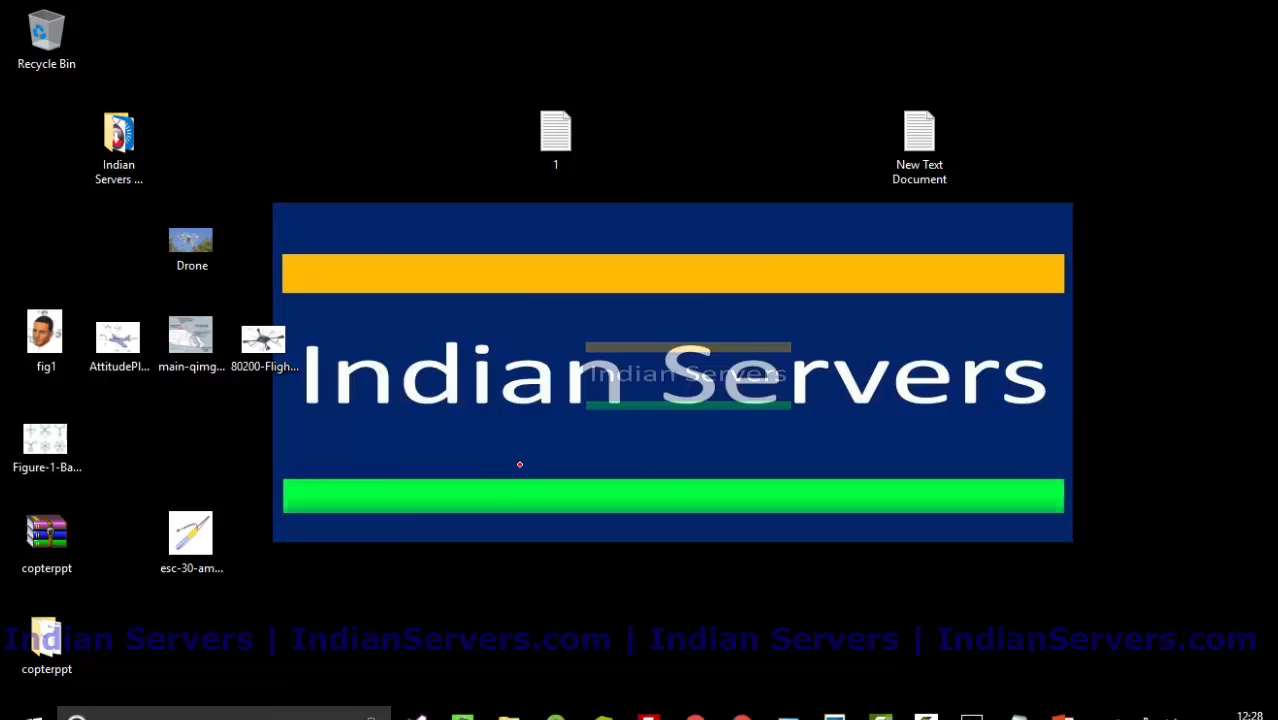 Recycle Bin
Indian
Servers ...
1
New Text
Document
Drone
Indian Servers
Indian Servers
fig1
AttitudePl...
main-qimg...
80200-Fligh...
Figure-1-Ba...
copterppt
esc-30-am...
Indian Servers | IndianServers.com | Indian Servers | IndianServers.com
copterppt
12:28